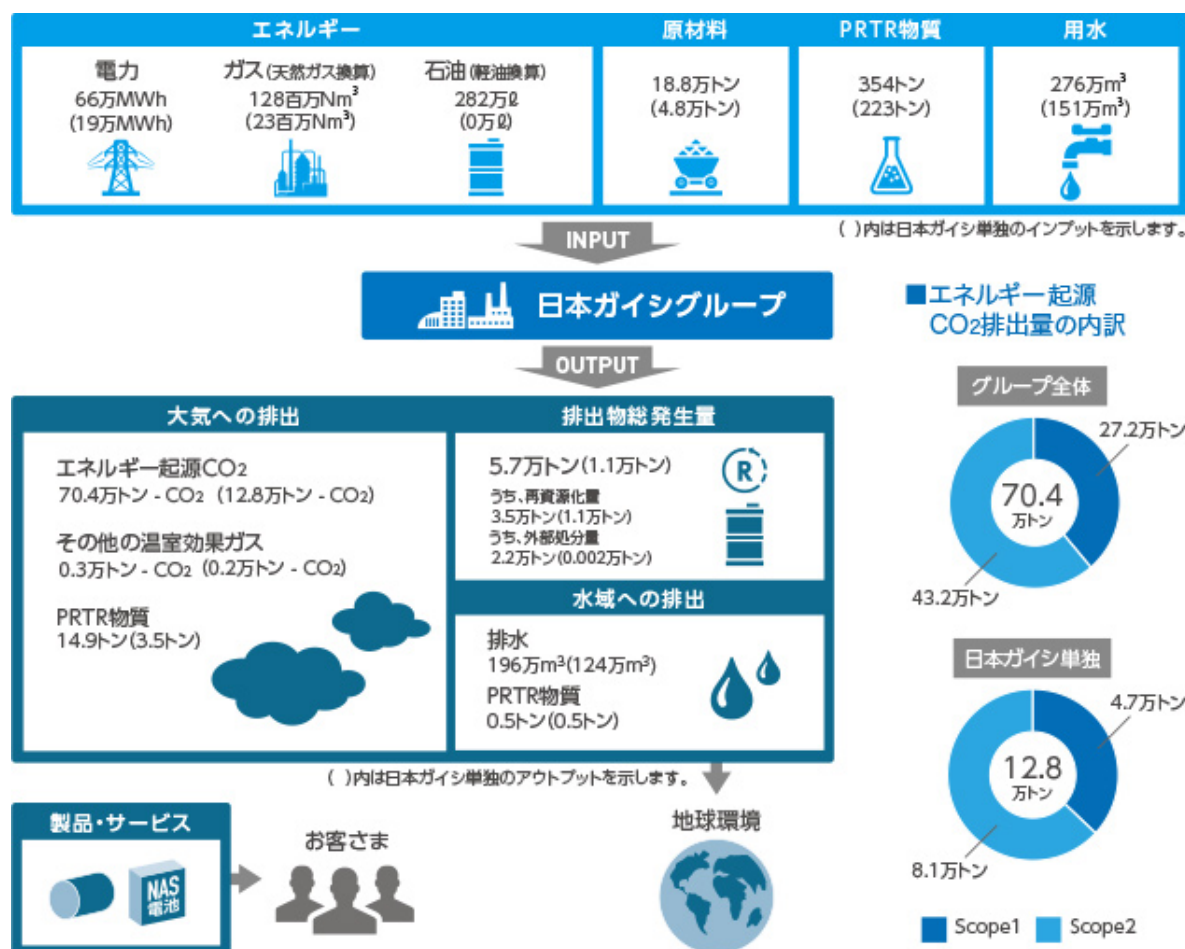 エネルギー
原材料
PRTR物質
用水
電力
66万MWh
(19万MWh)
ガス(天然ガス換算)
128百万Nm³
(23百万Nm³)
石油(軽油換算)
282万ℓ
(0万ℓ)
18.8万トン
(4.8万トン)
354トン
(223トン)
276万m³
(151万m³)
( )内は日本ガイシ単独のインプットを示します。
INPUT
日本ガイシグループ
OUTPUT
大気への排出
エネルギー起源CO₂
70.4万トン - CO₂ (12.8万トン - CO₂)
その他の温室効果ガス
0.3万トン - CO₂ (0.2万トン - CO₂)
PRTR物質
14.9トン(3.5トン)
排出物総発生量
5.7万トン(1.1万トン)
うち、再資源化量
3.5万トン(1.1万トン)
うち、外部処分量
2.2万トン(0.002万トン)
R
水域への排出
排水
196万m³(124万m³)
PRTR物質
0.5トン(0.5トン)
( )内は日本ガイシ単独のアウトプットを示します。
製品・サービス
NAS
電池
お客さま
地球環境
■エネルギー起源
CO₂排出量の内訳
グループ全体
27.2万トン
70.4
万トン
43.2万トン
日本ガイシ単独
4.7万トン
12.8
万トン
8.1万トン
Scope1
Scope2